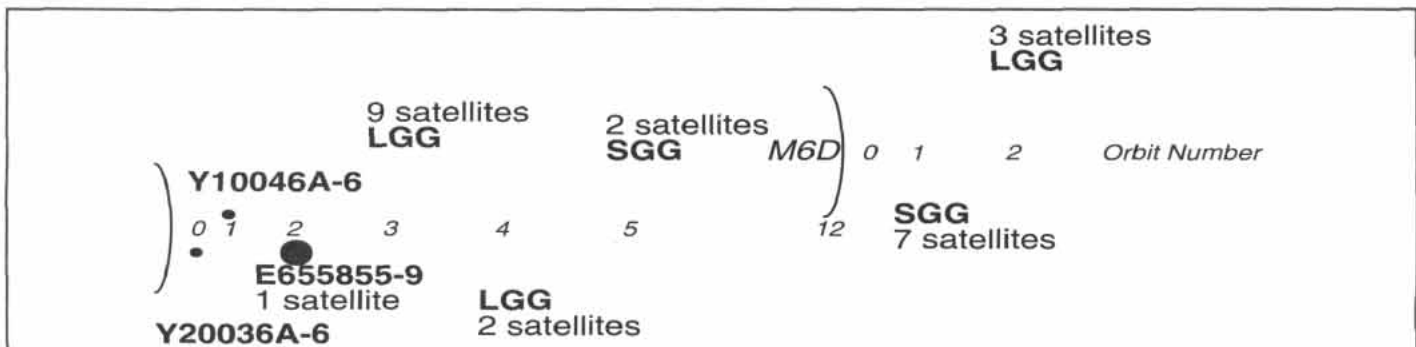 3 satellites
LGG
9 satellites
LGG
2 satellites
SGG
M6D
0 1 2 Orbit Number
Y10046A-6
SGG
7 satellites
0 1 2 3 4 5 12
E655855-9
1 satellite
LGG
2 satellites
Y20036A-6